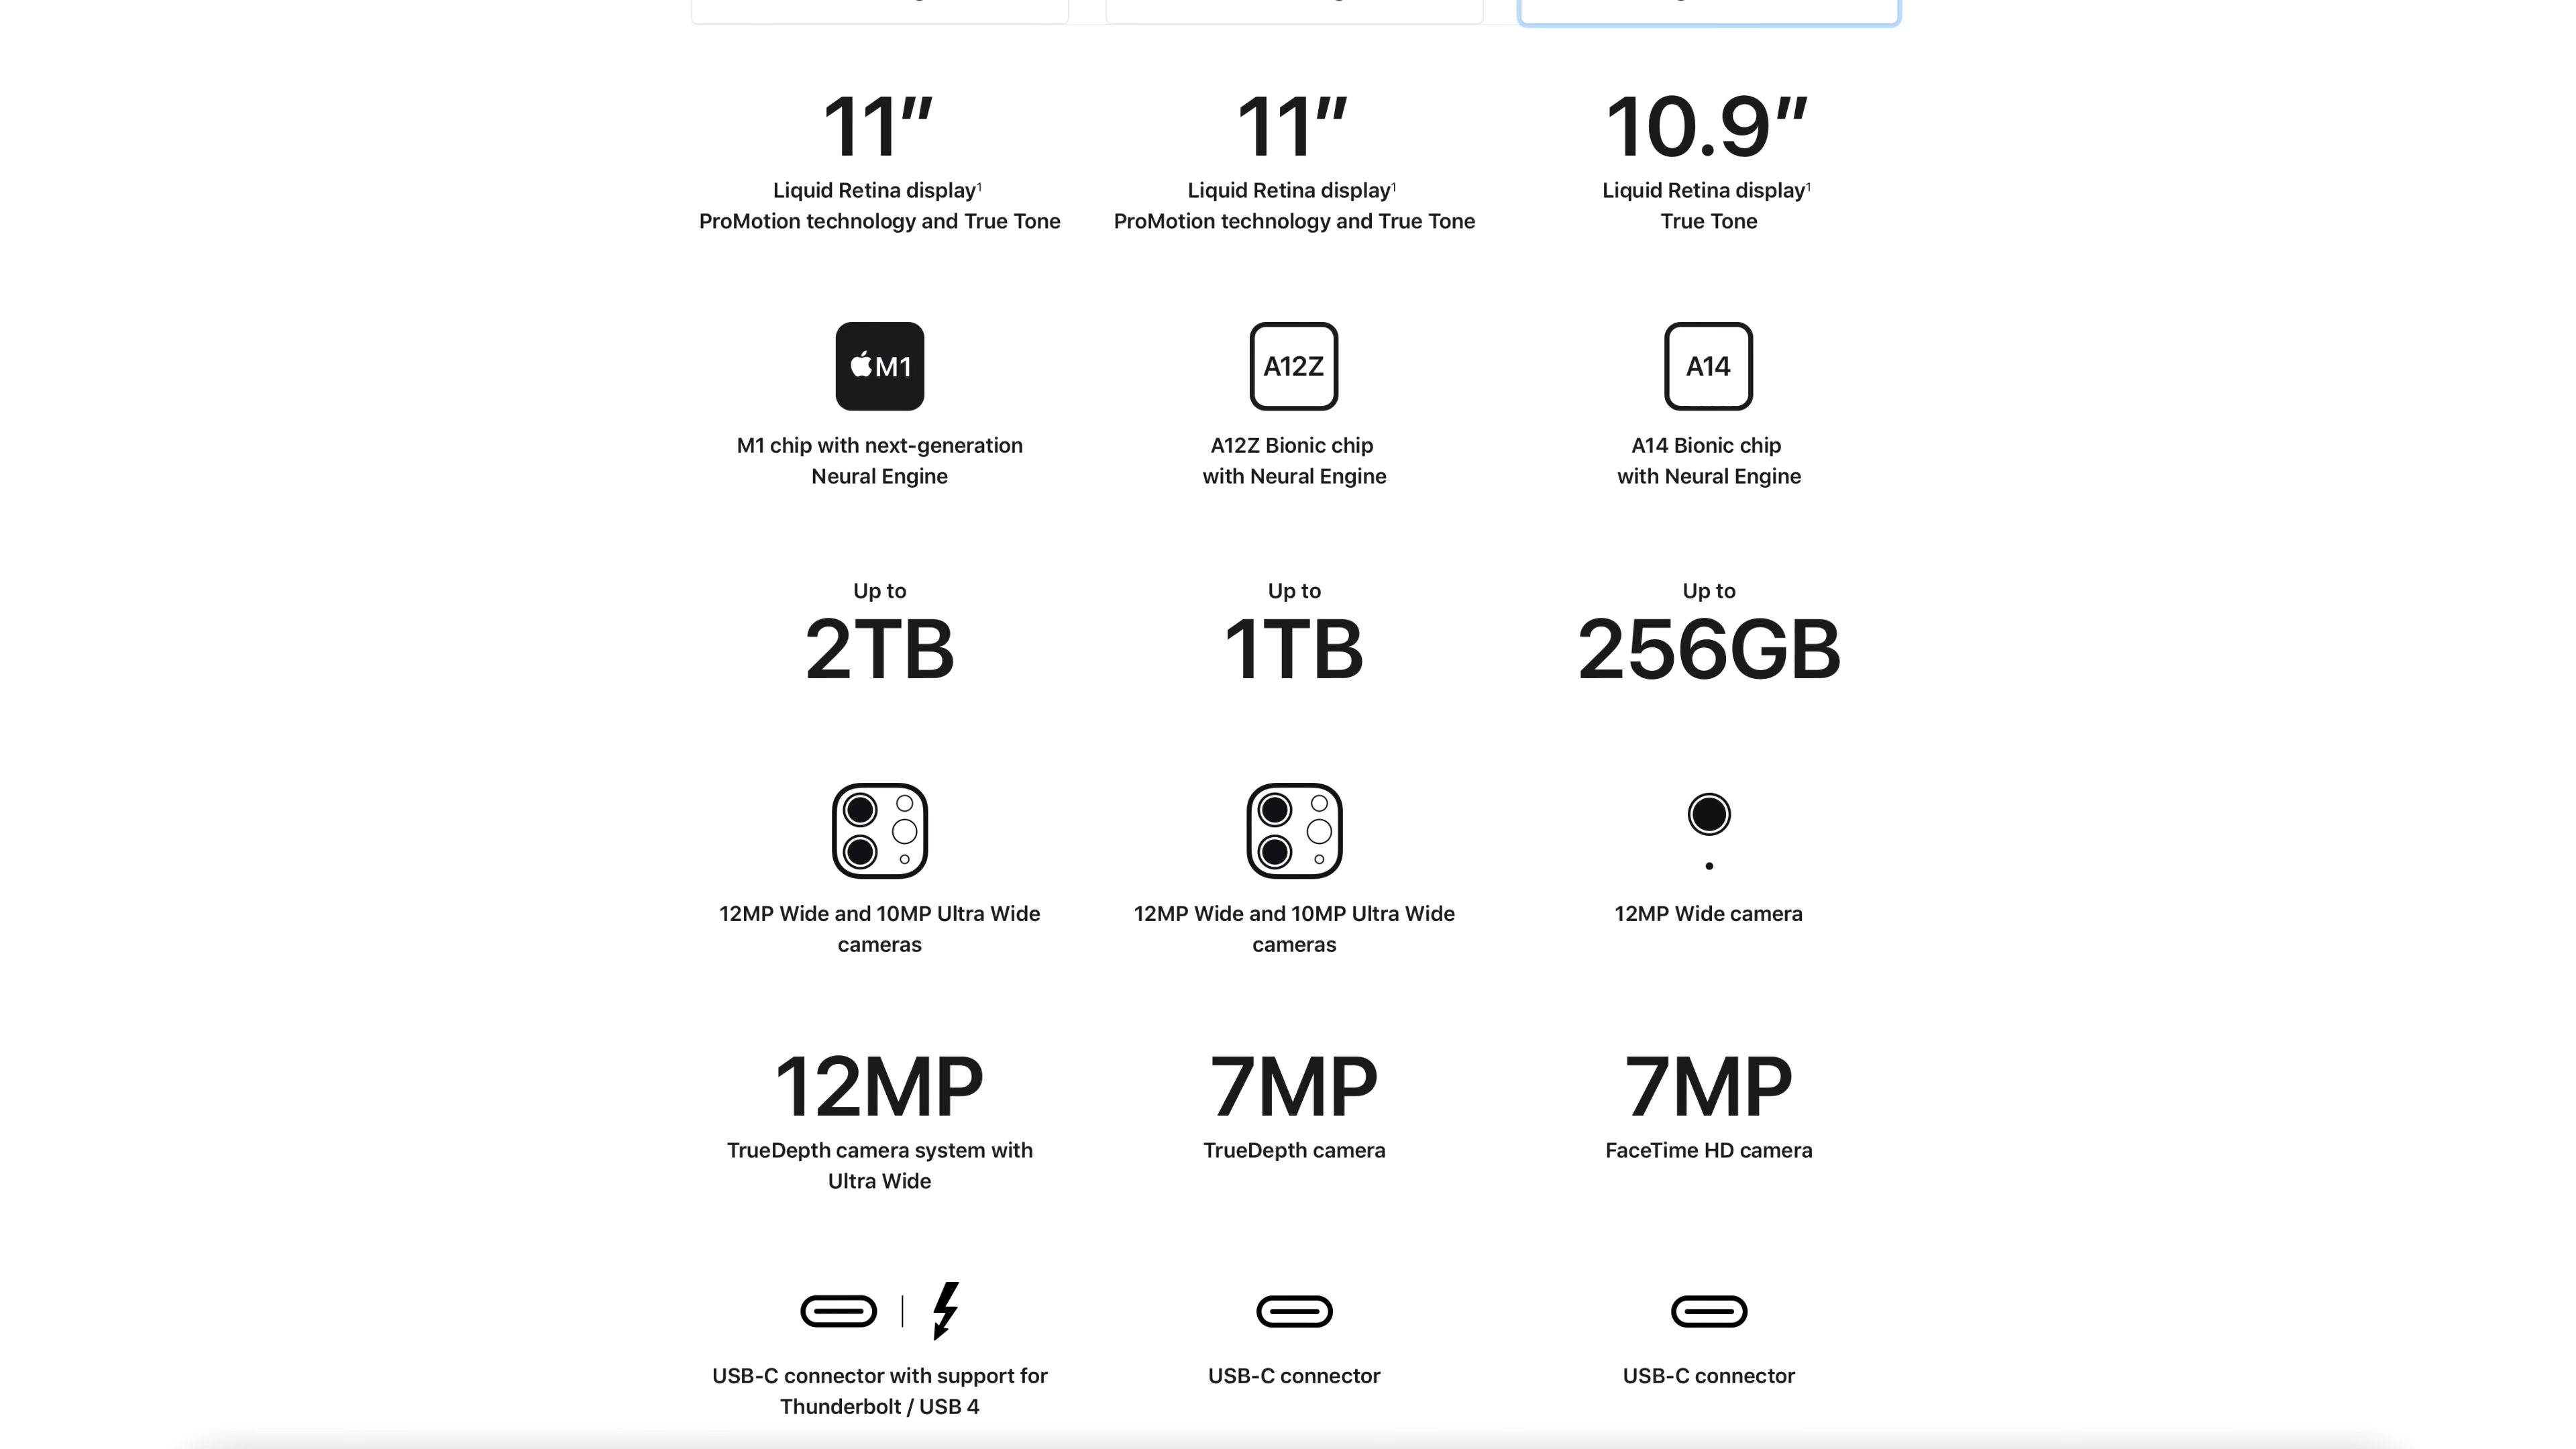 11″ 11″ 10.9″
Liquid Retina display¹ Liquid Retina display¹ Liquid Retina display¹
ProMotion technology and True Tone ProMotion technology and True Tone True Tone
M1 A12Z A14
M1 chip with next-generation A12Z Bionic chip A14 Bionic chip
Neural Engine with Neural Engine with Neural Engine
Up to Up to Up to
2TB 1TB 256GB
12MP Wide and 10MP Ultra Wide 12MP Wide and 10MP Ultra Wide 12MP Wide camera
cameras cameras
12MP 7MP 7MP
TrueDepth camera system with TrueDepth camera FaceTime HD camera
Ultra Wide
USB-C connector with support for USB-C connector USB-C connector
Thunderbolt / USB 4